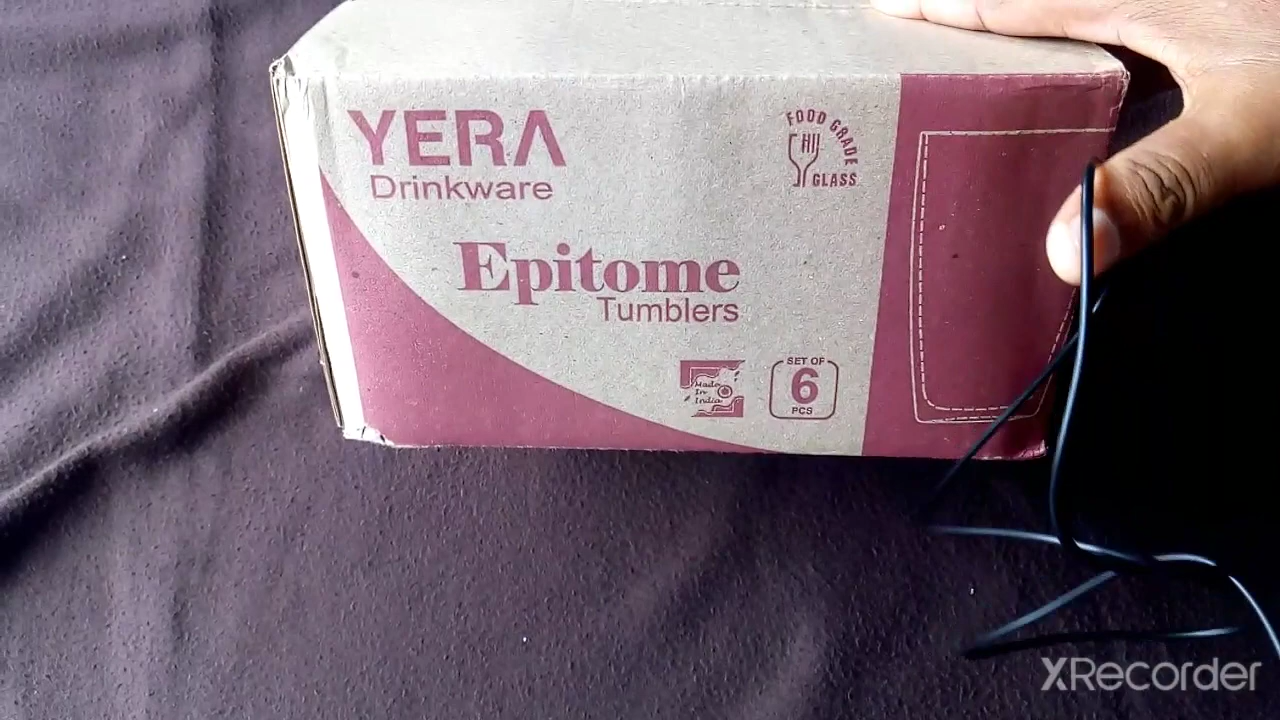 YERA
Drinkware
FOOD GRADE
GLASS
Epitome
Tumblers
Made
In
India
SET OF
6
PCS
XRecorder